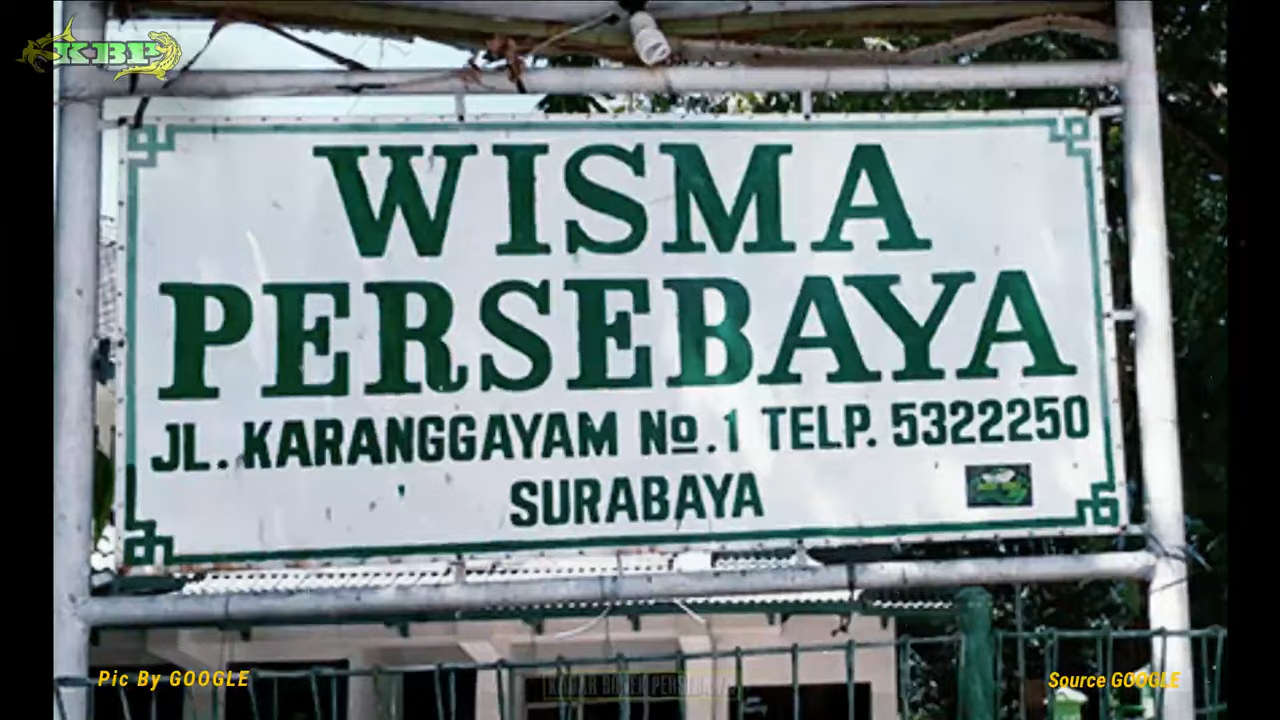 KBP
WISMA
PERSEBAYA
JL. KARANGGAYAM No.1 TELP. 5322250
SURABAYA
Pic By GOOGLE
Source GOOGLE